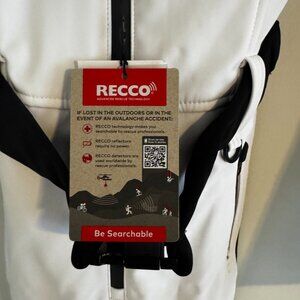 RECCO
ADVANCED RESCUE TECHNOLOGY
IF LOST IN THE OUTDOORS OR IN THE
EVENT OF AN AVALANCHE ACCIDENT:
RECCO technology makes you
searchable to rescue professionals.
RECCO reflectors
require no power.
RECCO detectors are
used worldwide by
rescue professionals.
Be Searchable